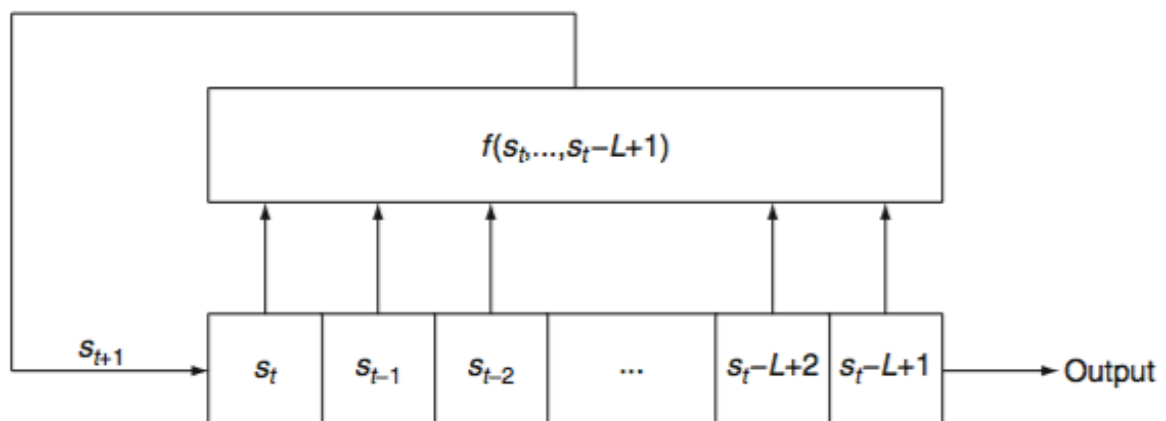 f(sₜ,...,sₜ–L+1)
sₜ₊₁
sₜ sₜ₋₁ sₜ₋₂ ... sₜ–L+2 sₜ–L+1 Output